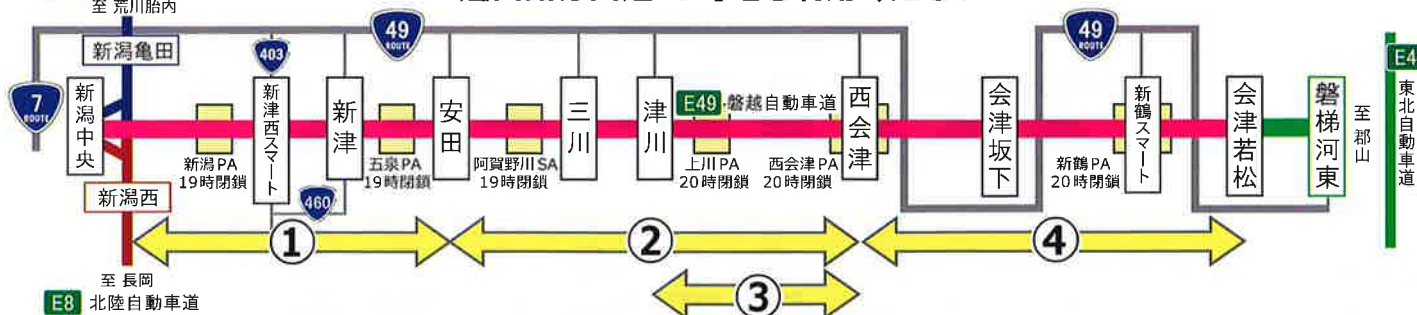 至 荒川胎内
新潟亀田
403
49
ROUTE
49
ROUTE
E4
7
ROUTE
新潟中央
新津西スマート
新津
安田
三川
津川
E49 磐越自動車道
西会津
会津坂下
新鶴スマート
会津若松
磐梯河東
至 郡山
東北自動車道
新潟PA
19時閉鎖
五泉PA
19時閉鎖
阿賀野川SA
19時閉鎖
上川PA
20時閉鎖
西会津PA
20時閉鎖
新鶴PA
20時閉鎖
新潟西
460
①
②
④
③
至 長岡
E8 北陸自動車道